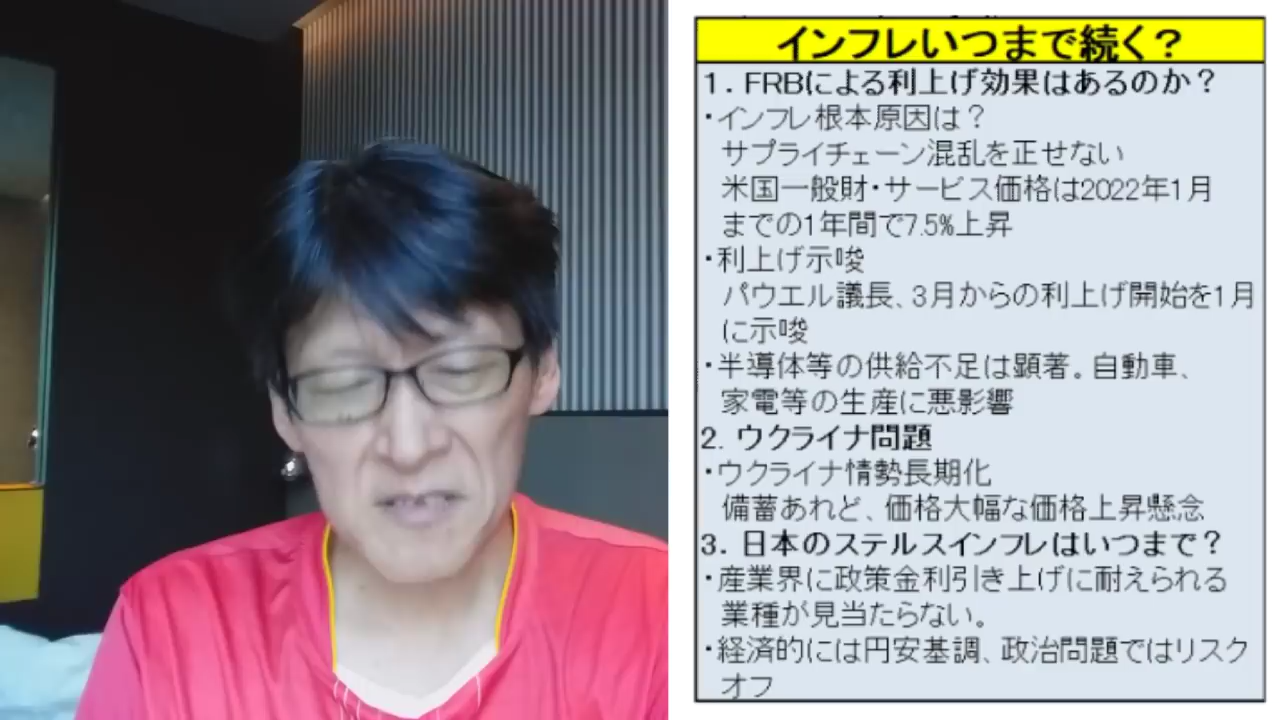 インフレいつまで続く？
1. FRBによる利上げ効果はあるのか？
・インフレ根本原因は？
サプライチェーン混乱を正せない
米国一般財・サービス価格は2022年1月
までの1年間で7.5%上昇
・利上げ示唆
パウエル議長、3月からの利上げ開始を1月
に示唆
・半導体等の供給不足は顕著。自動車、
家電等の生産に悪影響
2. ウクライナ問題
・ウクライナ情勢長期化
備蓄あれど、価格大幅な価格上昇懸念
3. 日本のステルスインフレはいつまで？
・産業界に政策金利引き上げに耐えられる
業種が見当たらない。
・経済的には円安基調、政治問題ではリスク
オフ